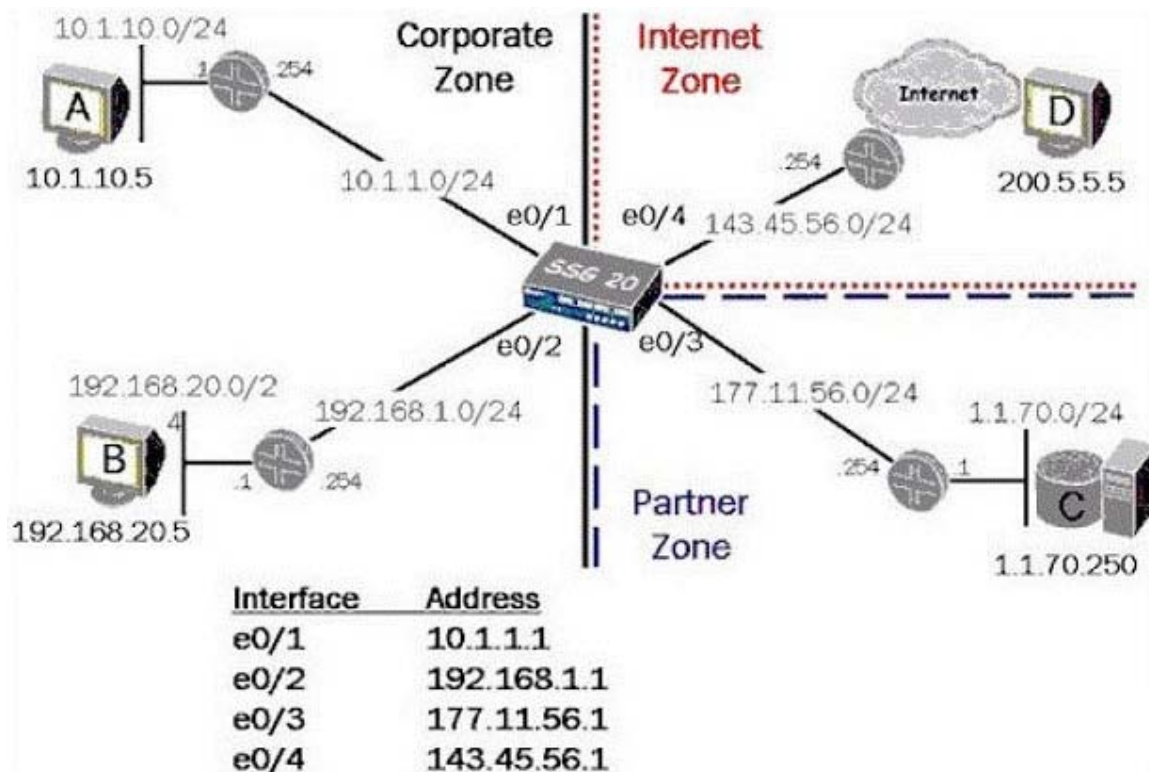 10.1.10.0/24
Corporate
Zone
Internet
Zone
.1
.254
A
10.1.10.5
Internet
D
.254
200.5.5.5
10.1.1.0/24
e0/1
e0/4
143.45.56.0/24
SSG 20
e0/2
e0/3
192.168.20.0/2
4
192.168.1.0/24
177.11.56.0/24
1.1.70.0/24
B
.1
.254
192.168.20.5
.254
.1
C
Partner
Zone
1.1.70.250
Interface Address
e0/1 10.1.1.1
e0/2 192.168.1.1
e0/3 177.11.56.1
e0/4 143.45.56.1